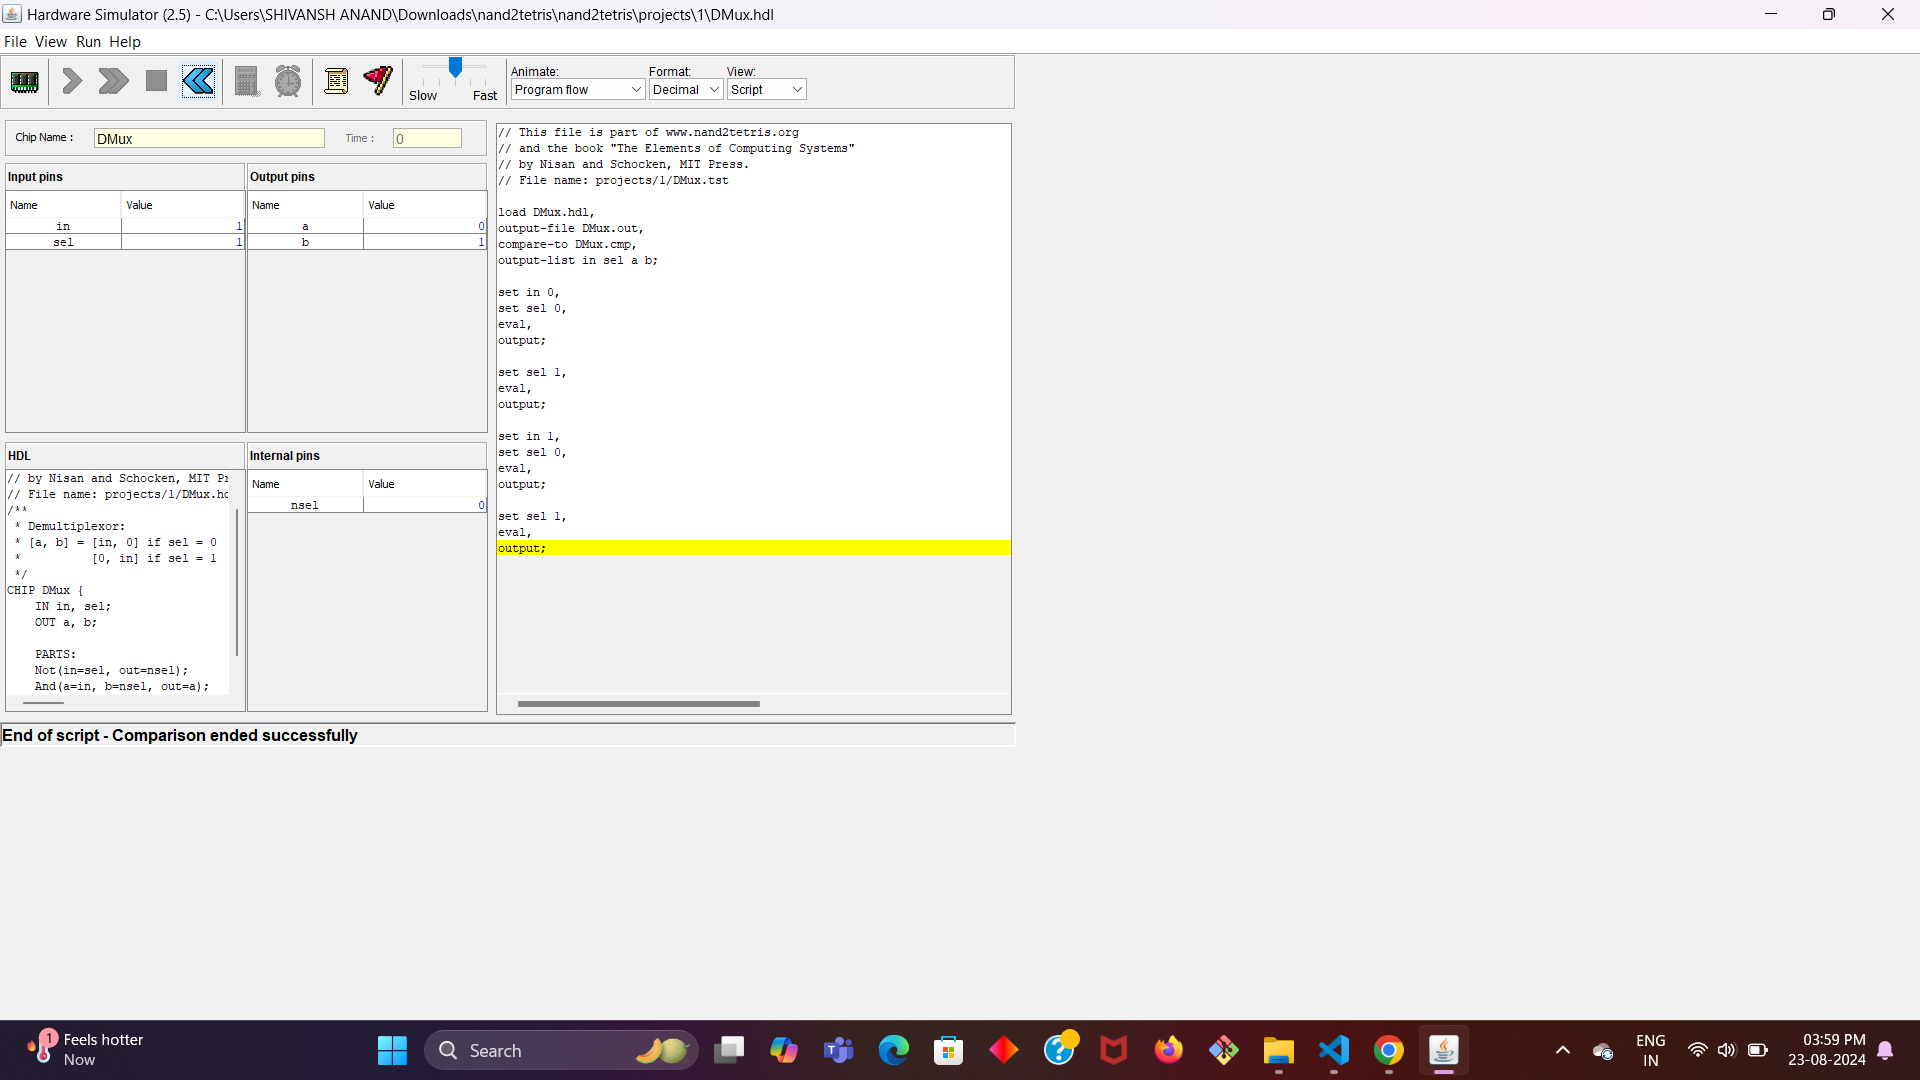 Hardware Simulator (2.5) - C:\Users\SHIVANSH ANAND\Downloads\nand2tetris\nand2tetris\projects\1\DMux.hdl
File View Run Help
Slow Fast
Animate:
Program flow
Format:
Decimal
View:
Script
Chip Name : DMux Time : 0
Input pins
Name Value
in 1
sel 1
Output pins
Name Value
a 0
b 1
HDL
// by Nisan and Schocken, MIT Pr
// File name: projects/1/DMux.hd
/**
 * Demultiplexor:
 * [a, b] = [in, 0] if sel = 0
 *          [0, in] if sel = 1
 */
CHIP DMux {
    IN in, sel;
    OUT a, b;
    PARTS:
    Not(in=sel, out=nsel);
    And(a=in, b=nsel, out=a);
Internal pins
Name Value
nsel 0
// This file is part of www.nand2tetris.org
// and the book "The Elements of Computing Systems"
// by Nisan and Schocken, MIT Press.
// File name: projects/1/DMux.tst
load DMux.hdl,
output-file DMux.out,
compare-to DMux.cmp,
output-list in sel a b;
set in 0,
set sel 0,
eval,
output;
set sel 1,
eval,
output;
set in 1,
set sel 0,
eval,
output;
set sel 1,
eval,
output;
End of script - Comparison ended successfully
1
Feels hotter
Now
Search
ENG
IN
03:59 PM
23-08-2024